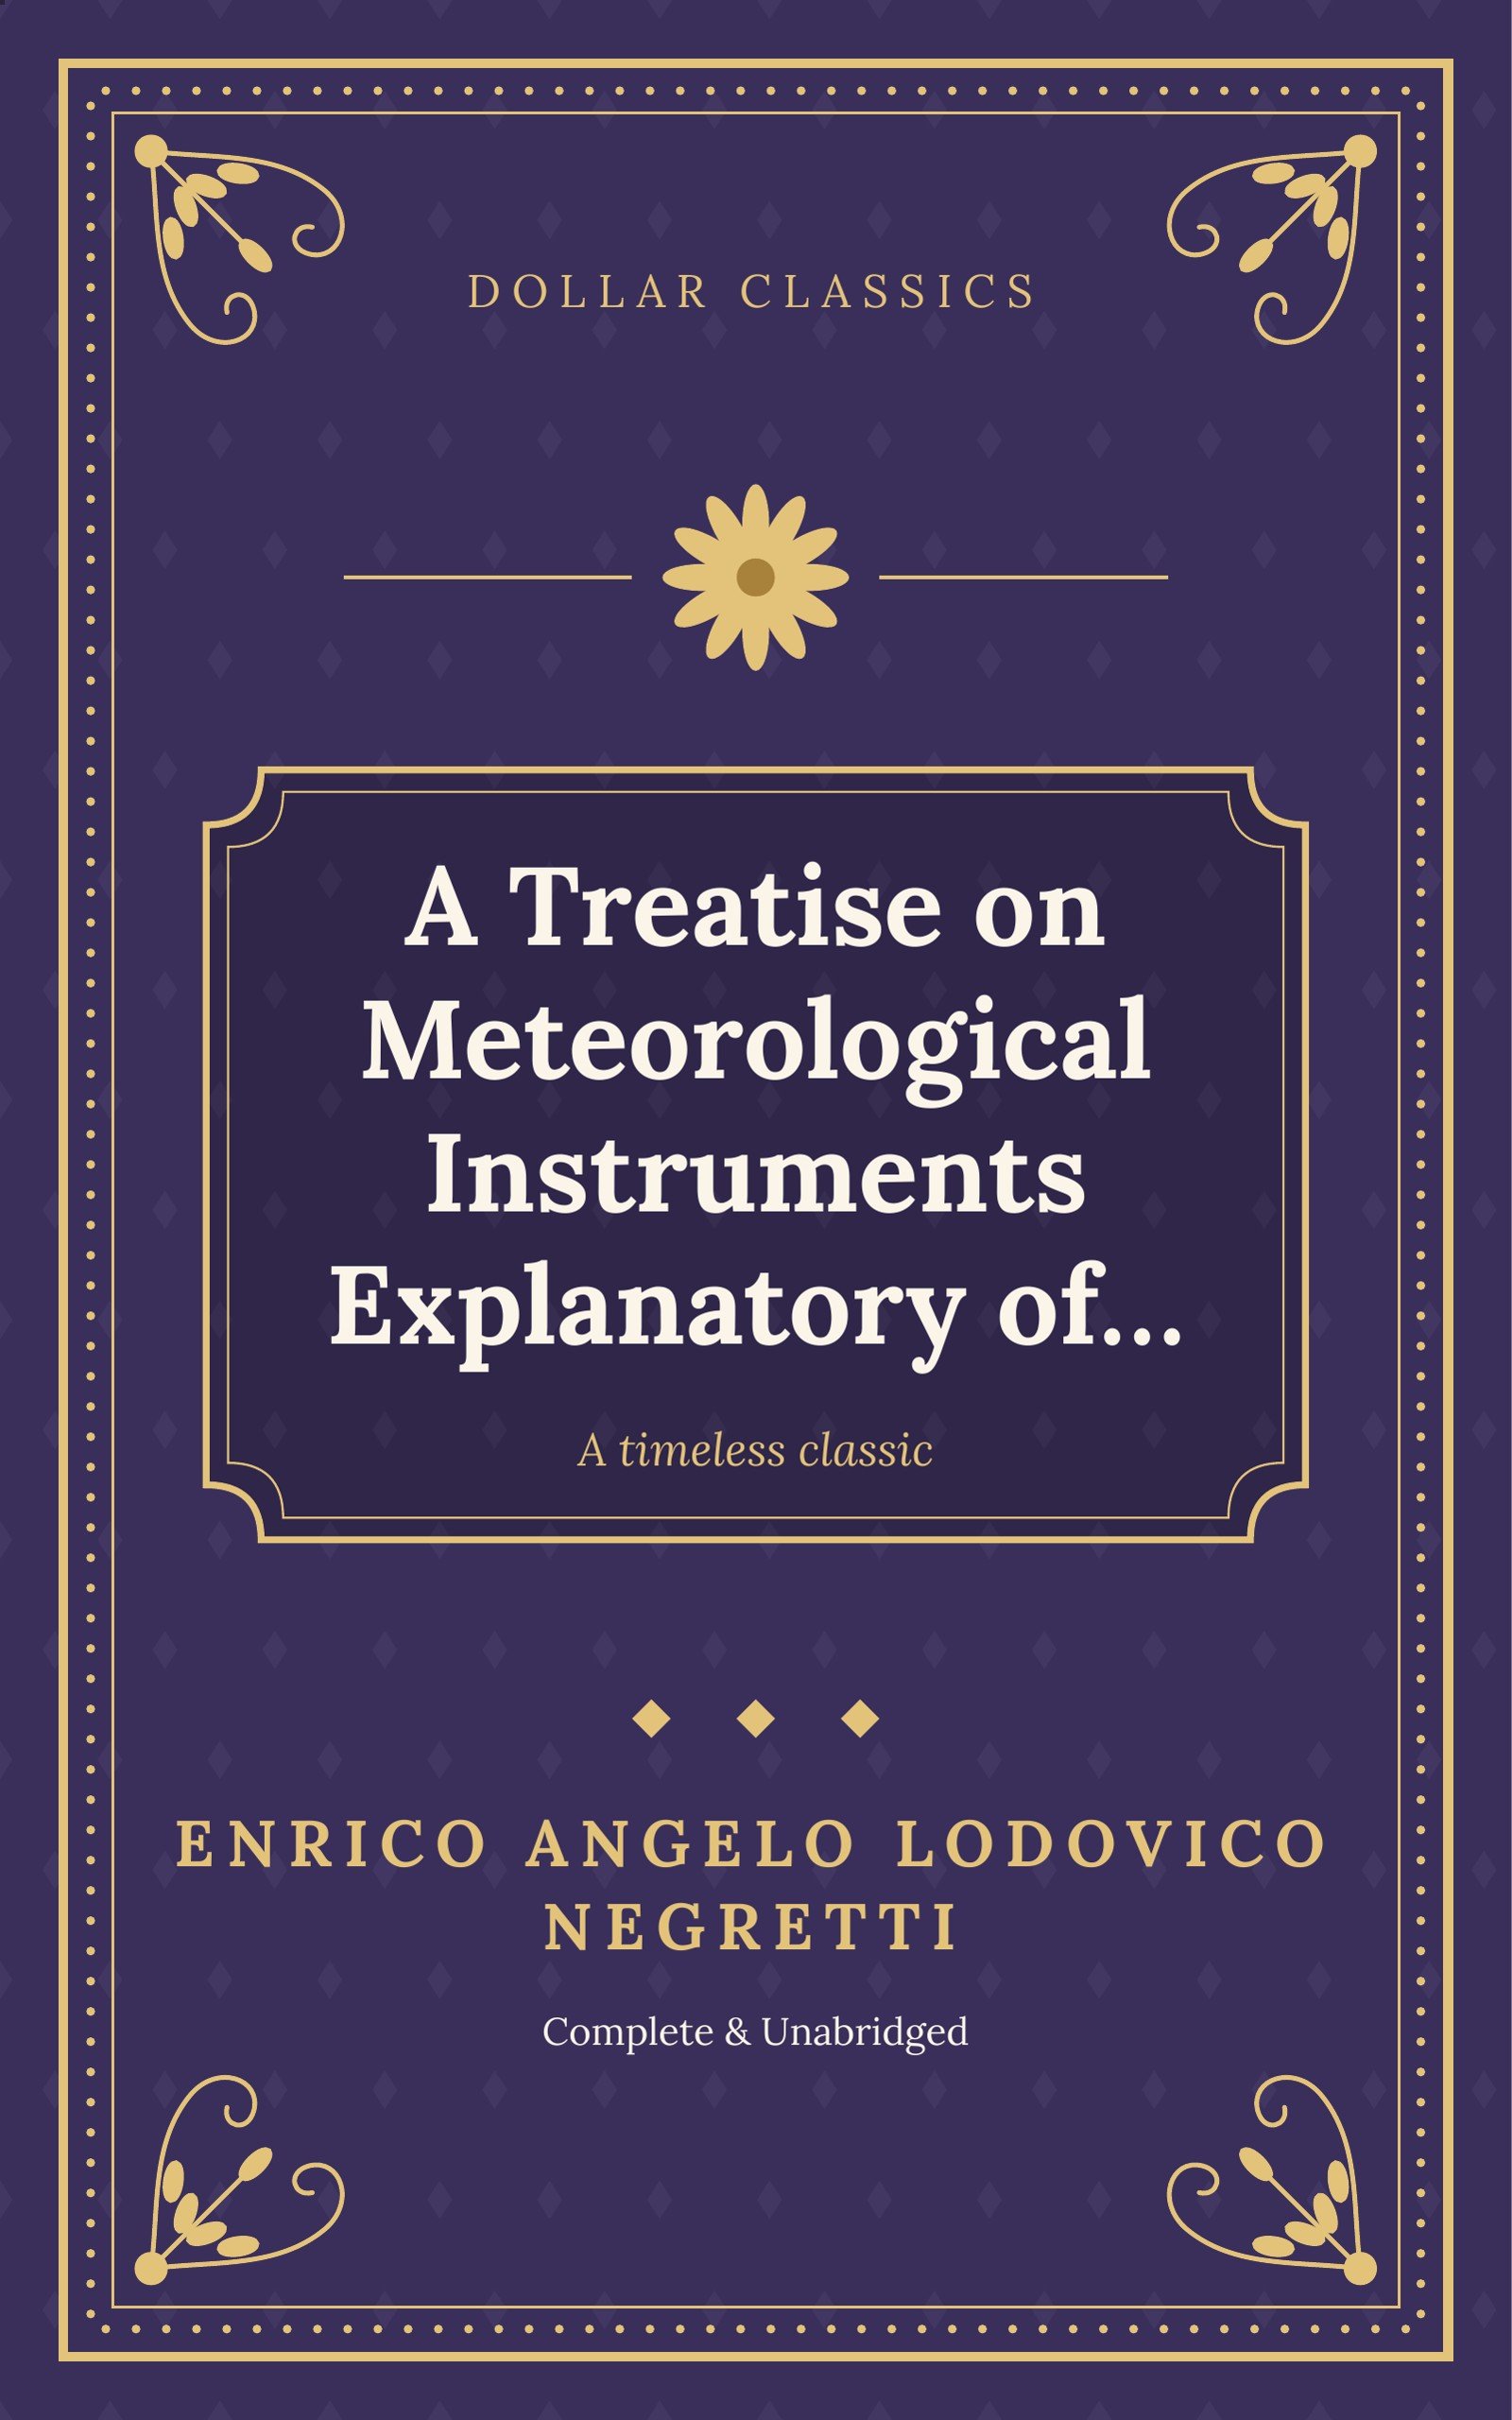 DOLLAR CLASSICS
A Treatise on
Meteorological
Instruments
Explanatory of...
A timeless classic
ENRICO ANGELO LODOVICO
NEGRETTI
Complete & Unabridged